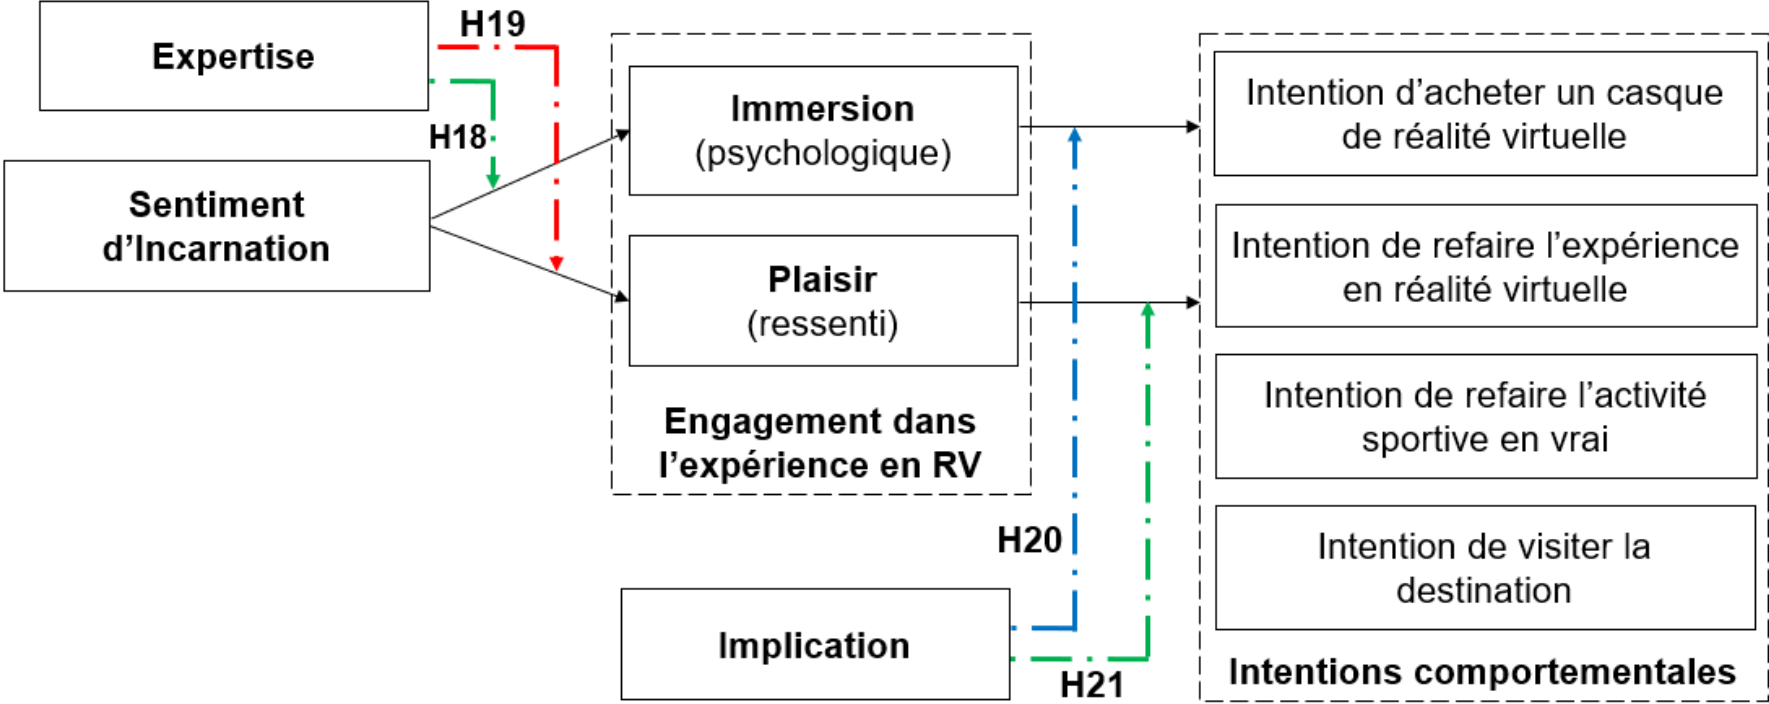 H19
Expertise
H18
Sentiment
d’Incarnation
Immersion
(psychologique)
Plaisir
(ressenti)
Engagement dans
l’expérience en RV
H20
Implication
H21
Intention d’acheter un casque
de réalité virtuelle
Intention de refaire l’expérience
en réalité virtuelle
Intention de refaire l’activité
sportive en vrai
Intention de visiter la
destination
Intentions comportementales